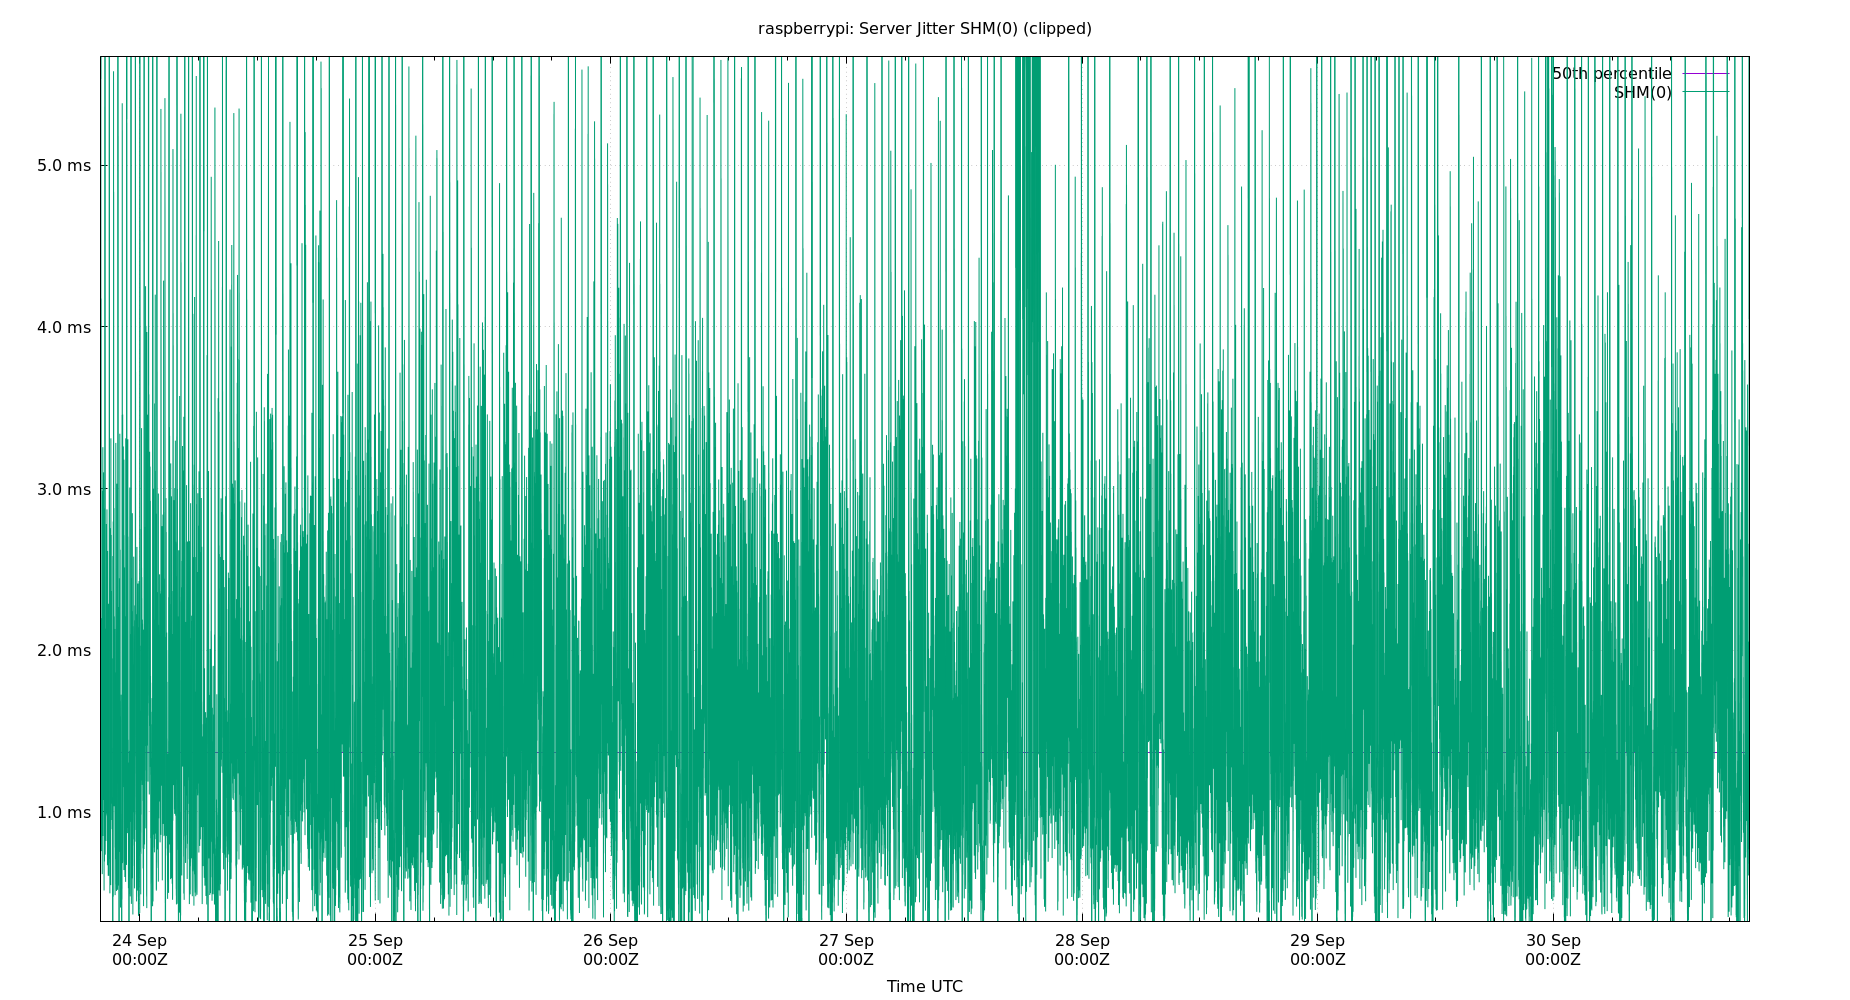 raspberrypi: Server Jitter SHM(0) (clipped)
50th percentile
SHM(0)
5.0 ms
4.0 ms
3.0 ms
2.0 ms
1.0 ms
24 Sep 25 Sep 26 Sep 27 Sep 28 Sep 29 Sep 30 Sep
00:00Z 00:00Z 00:00Z 00:00Z 00:00Z 00:00Z 00:00Z
Time UTC